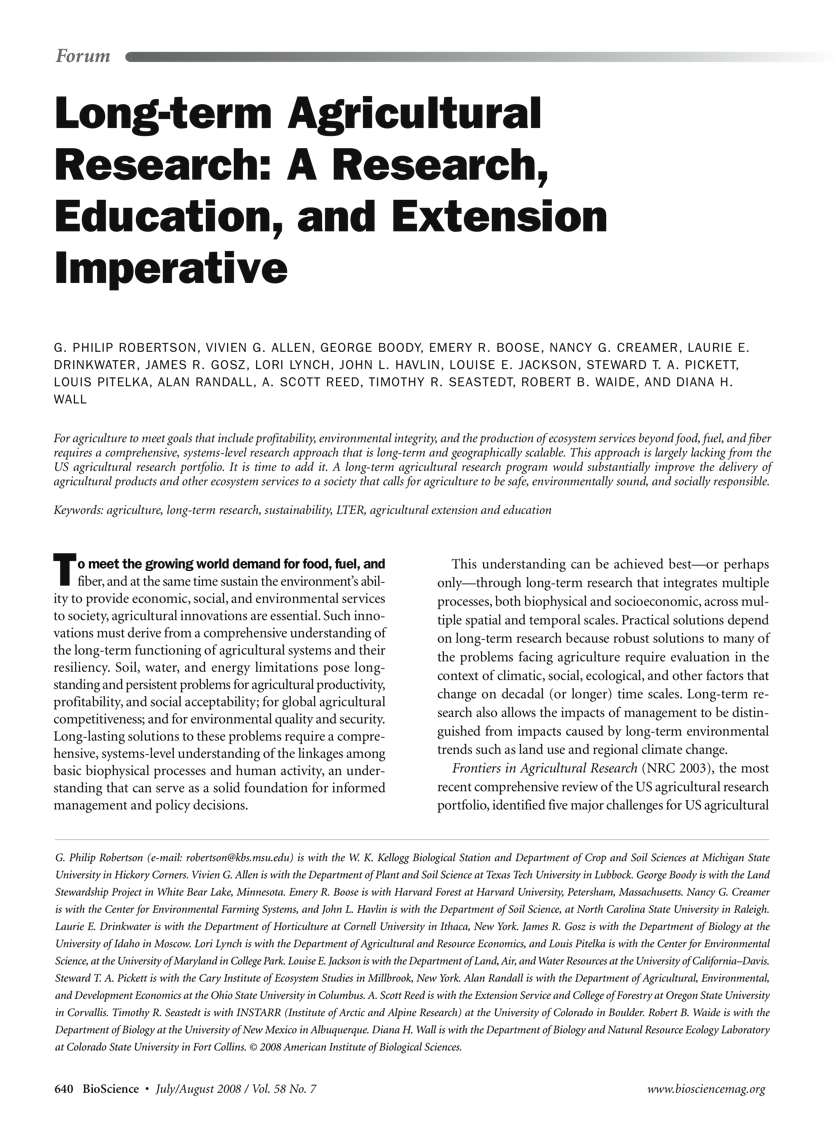 Forum
Long-term Agricultural
Research: A Research,
Education, and Extension
Imperative
G. PHILIP ROBERTSON, VIVIEN G. ALLEN, GEORGE BOODY, EMERY R. BOOSE, NANCY G. CREAMER, LAURIE E.
DRINKWATER, JAMES R. GOSZ, LORI LYNCH, JOHN L. HAVLIN, LOUISE E. JACKSON, STEWARD T. A. PICKETT,
LOUIS PITELKA, ALAN RANDALL, A. SCOTT REED, TIMOTHY R. SEASTEDT, ROBERT B. WAIDE, AND DIANA H.
WALL
For agriculture to meet goals that include profitability, environmental integrity, and the production of ecosystem services beyond food, fuel, and fiber
requires a comprehensive, systems-level research approach that is long-term and geographically scalable. This approach is largely lacking from the
US agricultural research portfolio. It is time to add it. A long-term agricultural research program would substantially improve the delivery of
agricultural products and other ecosystem services to a society that calls for agriculture to be safe, environmentally sound, and socially responsible.
Keywords: agriculture, long-term research, sustainability, LTER, agricultural extension and education
To meet the growing world demand for food, fuel, and
fiber, and at the same time sustain the environment's abil-
ity to provide economic, social, and environmental services
to society, agricultural innovations are essential. Such inno-
vations must derive from a comprehensive understanding of
the long-term functioning of agricultural systems and their
resiliency. Soil, water, and energy limitations pose long-
standing and persistent problems for agricultural productivity,
profitability, and social acceptability; for global agricultural
competitiveness; and for environmental quality and security.
Long-lasting solutions to these problems require a compre-
hensive, systems-level understanding of the linkages among
basic biophysical processes and human activity, an under-
standing that can serve as a solid foundation for informed
management and policy decisions.
This understanding can be achieved best—or perhaps
only—through long-term research that integrates multiple
processes, both biophysical and socioeconomic, across mul-
tiple spatial and temporal scales. Practical solutions depend
on long-term research because robust solutions to many of
the problems facing agriculture require evaluation in the
context of climatic, social, ecological, and other factors that
change on decadal (or longer) time scales. Long-term re-
search also allows the impacts of management to be distin-
guished from impacts caused by long-term environmental
trends such as land use and regional climate change.
Frontiers in Agricultural Research (NRC 2003), the most
recent comprehensive review of the US agricultural research
portfolio, identified five major challenges for US agricultural
G. Philip Robertson (e-mail: robertson@kbs.msu.edu) is with the W. K. Kellogg Biological Station and Department of Crop and Soil Sciences at Michigan State
University in Hickory Corners. Vivien G. Allen is with the Department of Plant and Soil Science at Texas Tech University in Lubbock. George Boody is with the Land
Stewardship Project in White Bear Lake, Minnesota. Emery R. Boose is with Harvard Forest at Harvard University, Petersham, Massachusetts. Nancy G. Creamer
is with the Center for Environmental Farming Systems, and John L. Havlin is with the Department of Soil Science, at North Carolina State University in Raleigh.
Laurie E. Drinkwater is with the Department of Horticulture at Cornell University in Ithaca, New York. James R. Gosz is with the Department of Biology at the
University of Idaho in Moscow. Lori Lynch is with the Department of Agricultural and Resource Economics, and Louis Pitelka is with the Center for Environmental
Science, at the University of Maryland in College Park. Louise E. Jackson is with the Department of Land, Air, and Water Resources at the University of California–Davis.
Steward T. A. Pickett is with the Cary Institute of Ecosystem Studies in Millbrook, New York. Alan Randall is with the Department of Agricultural, Environmental,
and Development Economics at the Ohio State University in Columbus. A. Scott Reed is with the Extension Service and College of Forestry at Oregon State University
in Corvallis. Timothy R. Seastedt is with INSTARR (Institute of Arctic and Alpine Research) at the University of Colorado in Boulder. Robert B. Waide is with the
Department of Biology at the University of New Mexico in Albuquerque. Diana H. Wall is with the Department of Biology and Natural Resource Ecology Laboratory
at Colorado State University in Fort Collins. © 2008 American Institute of Biological Sciences.
640 BioScience • July/August 2008 / Vol. 58 No. 7
www.biosciencemag.org